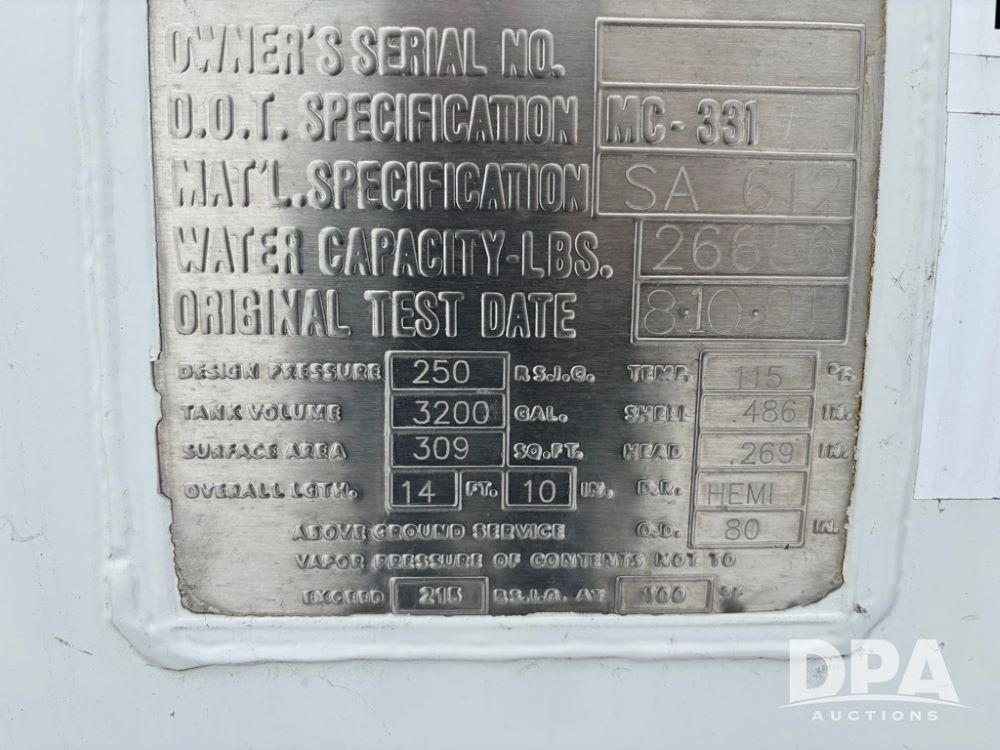 OWNER'S SERIAL NO.
D.O.T. SPECIFICATION MC-331
MAT'L. SPECIFICATION SA 612
WATER CAPACITY-LBS. 26656
ORIGINAL TEST DATE 8·10·01
DESIGN PRESSURE 250 P.S.I.G. TEMP. 115 °F.
TANK VOLUME 3200 GAL. SHELL .486 IN.
SURFACE AREA 309 SQ.FT. HEAD .269 IN.
OVERALL LGTH. 14 FT. 10 IN. D.R. HEMI
ABOVE GROUND SERVICE O.D. 80 IN.
VAPOR PRESSURE OF CONTENTS NOT TO
EXCEED 215 P.S.I.G. AT 100 °F.
DPA
AUCTIONS